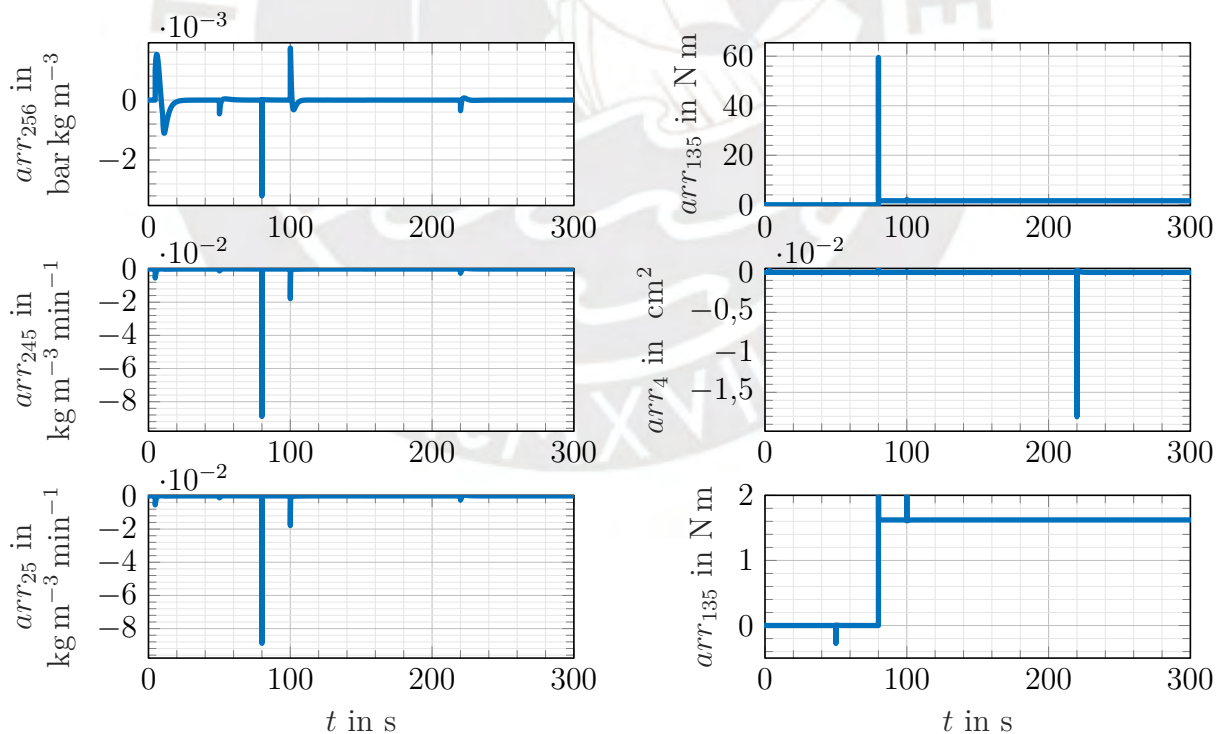 ·10⁻³
arr₂₅₆ in
bar kg m⁻³
0
−2
0 100 200 300
arr₁₃₅ in N m
60
40
20
0
0 100 200 300
·10⁻²
arr₂₄₅ in
kg m⁻³ min⁻¹
0
−2
−4
−6
−8
0 100 200 300
·10⁻²
arr₄ in cm²
0
−0,5
−1
−1,5
0 100 200 300
·10⁻²
arr₂₅ in
kg m⁻³ min⁻¹
0
−2
−4
−6
−8
0 100 200 300
t in s
arr₁₃₅ in N m
2
1
0
0 100 200 300
t in s